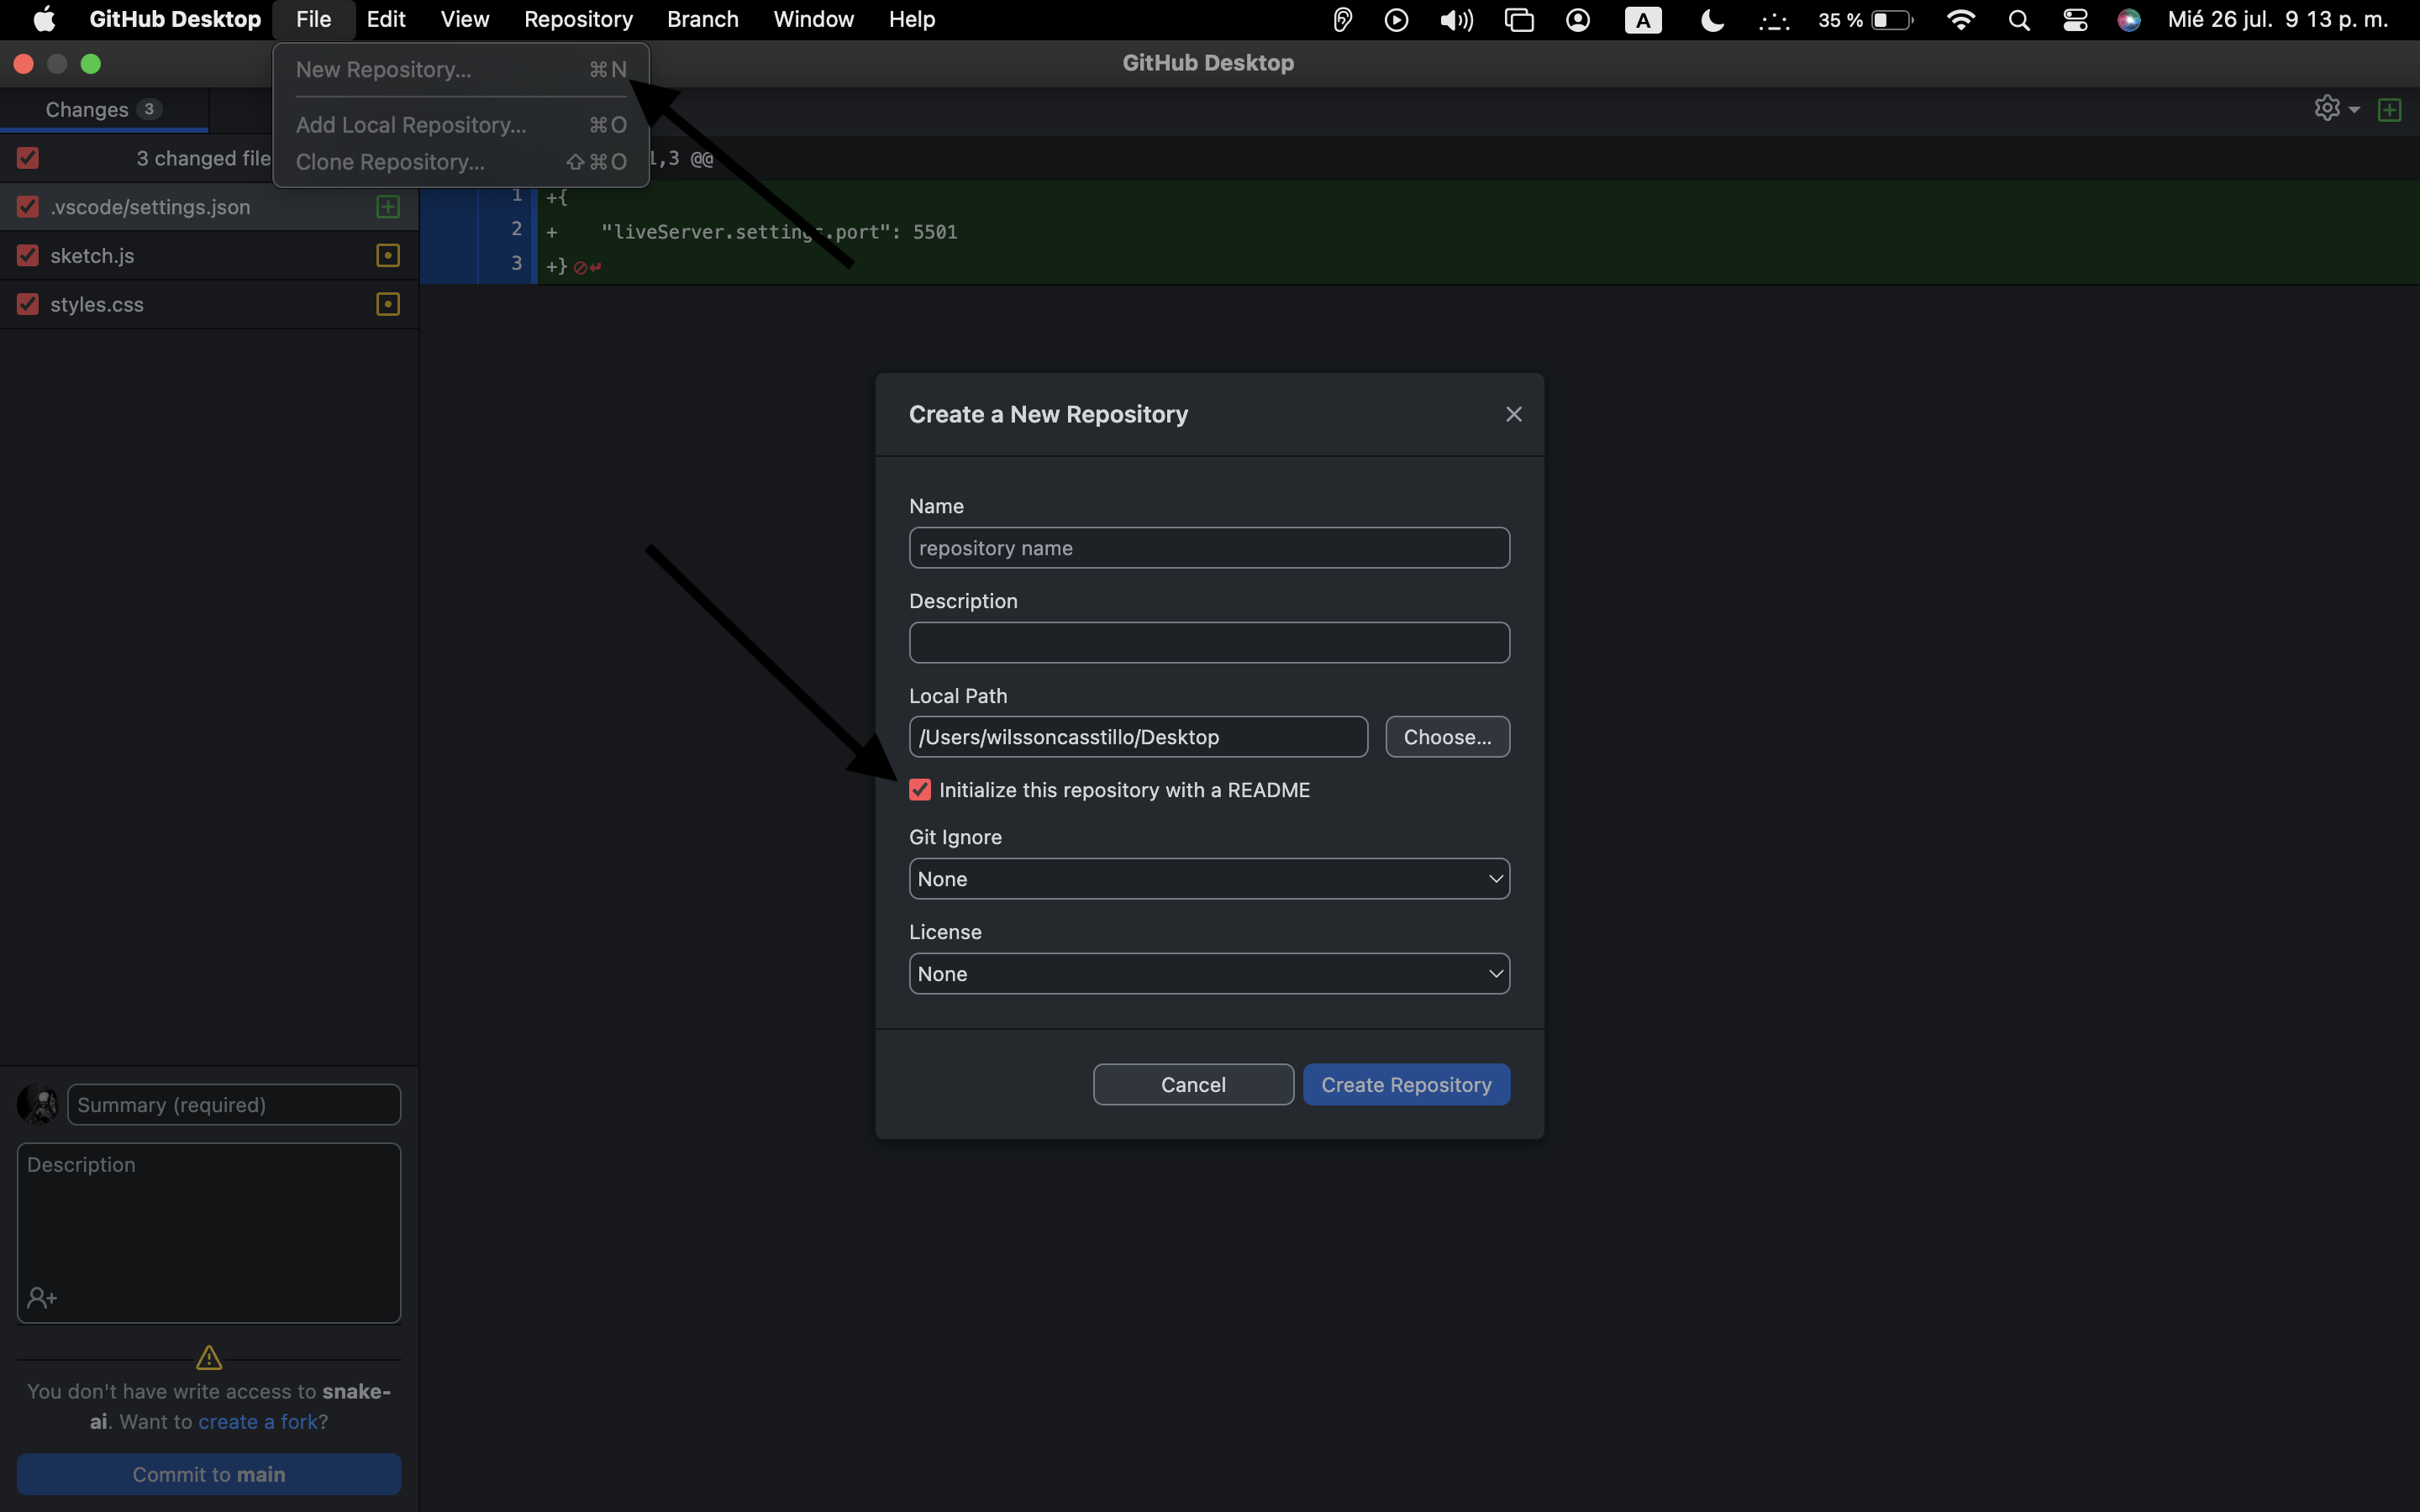 GitHub Desktop File Edit View Repository Branch Window Help A 35 % Mié 26 jul. 9 13 p. m.
GitHub Desktop
New Repository... ⌘N
Add Local Repository... ⌘O
Clone Repository... ⇧⌘O
Changes 3
3 changed file
1,3 @@
.vscode/settings.json
sketch.js
styles.css
1 +{
2 + "liveServer.settings.port": 5501
3 +}
Create a New Repository
Name
repository name
Description
Local Path
/Users/wilssoncasstillo/Desktop Choose...
Initialize this repository with a README
Git Ignore
None
License
None
Cancel Create Repository
Summary (required)
Description
You don't have write access to snake-
ai. Want to create a fork?
Commit to main